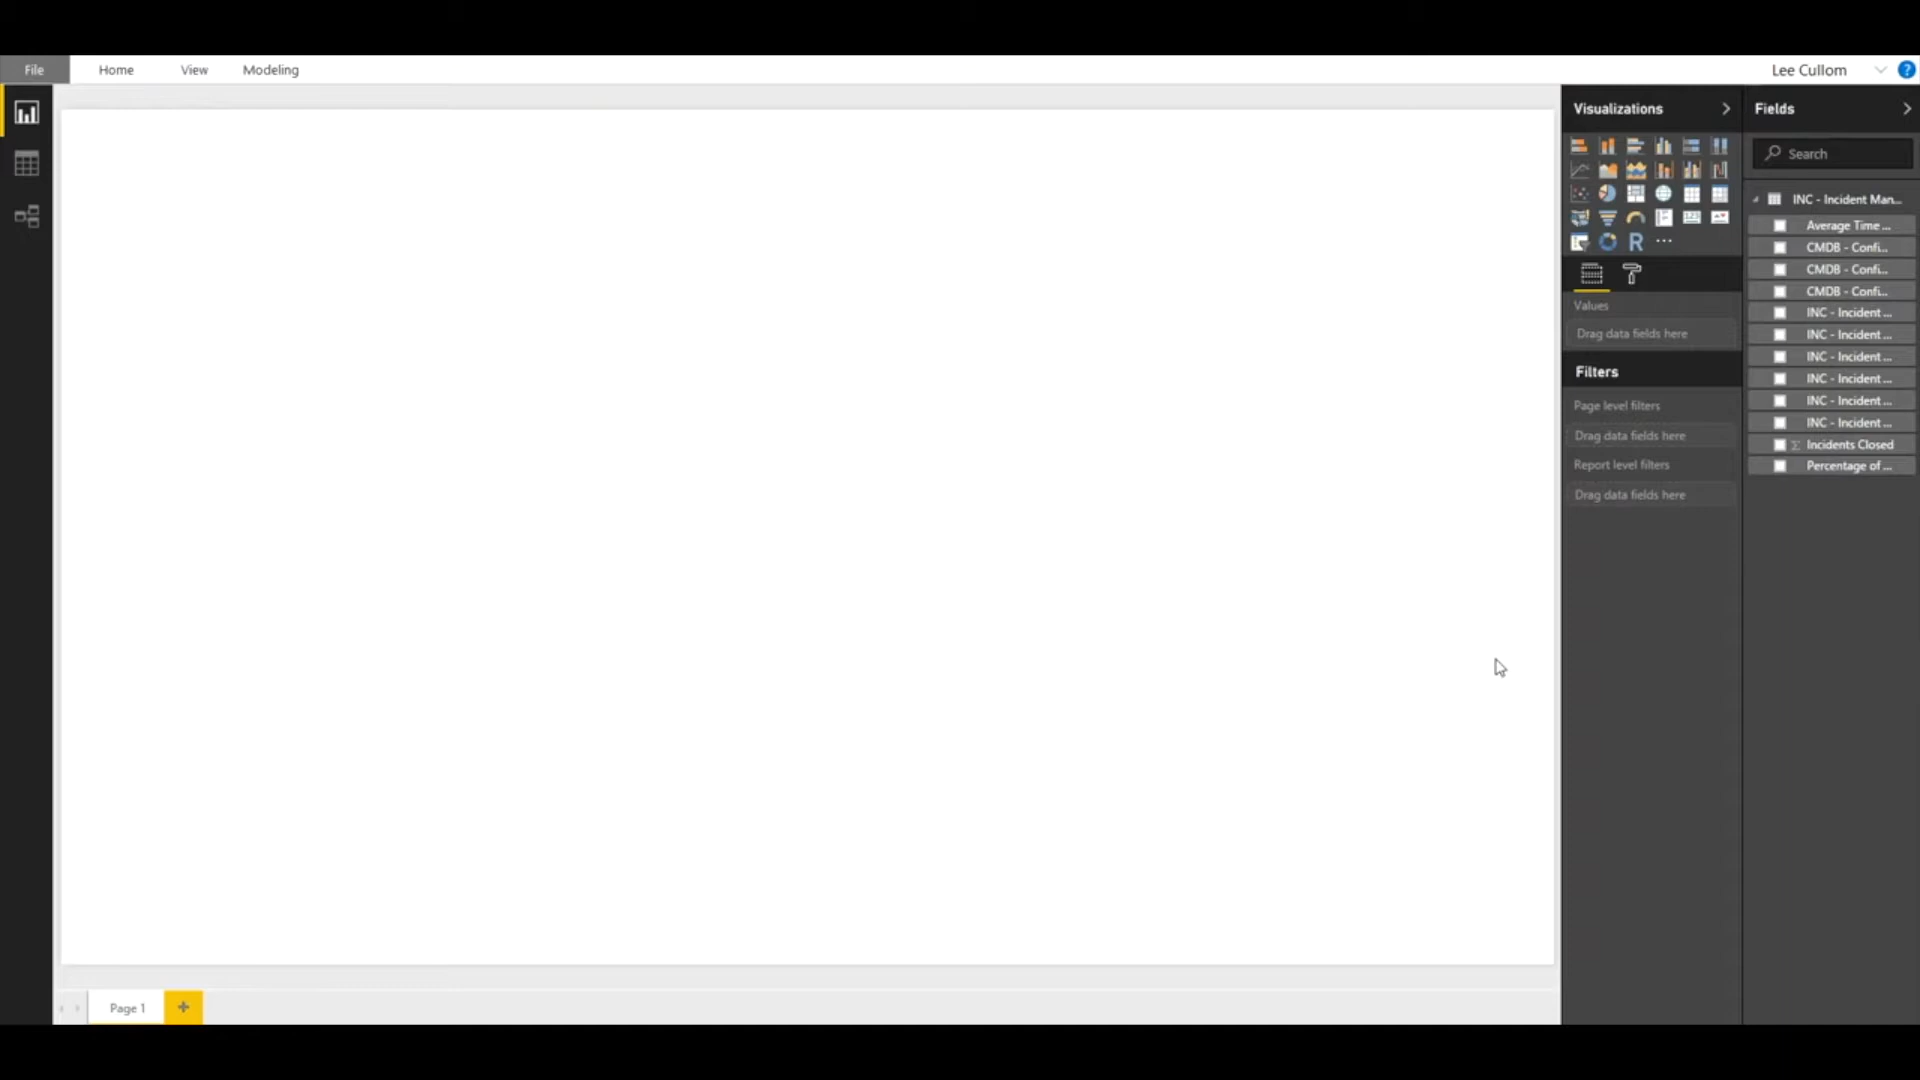 File Home View Modeling Lee Cullom ?
Visualizations
Fields
Search
R ...
INC - Incident Man...
Average Time ...
CMDB - Confi...
CMDB - Confi...
CMDB - Confi...
INC - Incident ...
INC - Incident ...
INC - Incident ...
INC - Incident ...
INC - Incident ...
INC - Incident ...
Σ Incidents Closed
Percentage of ...
Values
Drag data fields here
Filters
Page level filters
Drag data fields here
Report level filters
Drag data fields here
Page 1 +